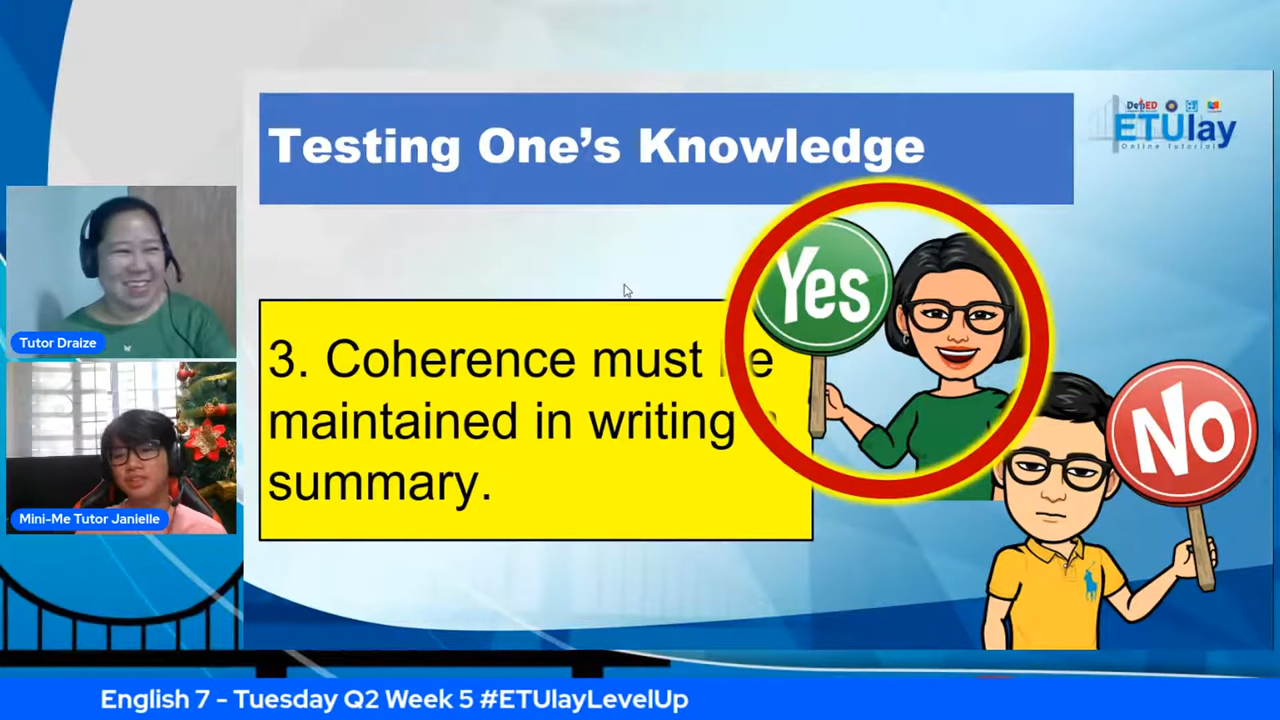 Testing One's Knowledge
DepED
ETUlay
Online Tutorial
Yes
3. Coherence must be
maintained in writing
summary.
No
Tutor Draize
Mini-Me Tutor Janielle
English 7 - Tuesday Q2 Week 5 #ETUlayLevelUp